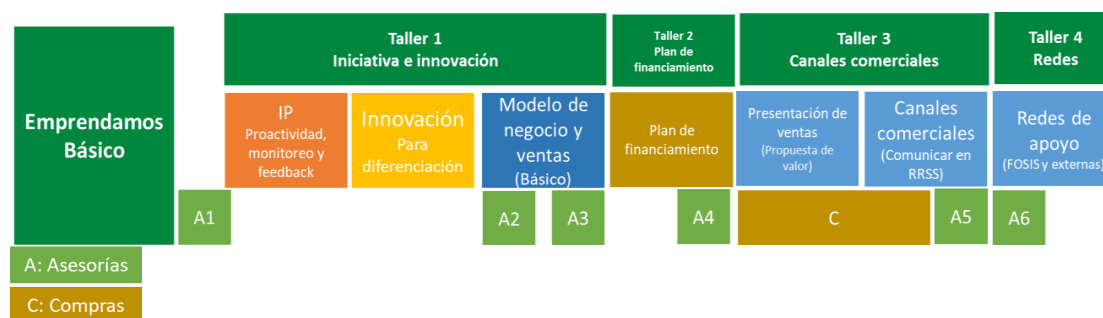 Emprendamos
Básico
Taller 1
Iniciativa e innovación
Taller 2
Plan de
financiamiento
Taller 3
Canales comerciales
Taller 4
Redes
IP
Proactividad,
monitoreo y
feedback
Innovación
Para
diferenciación
Modelo de
negocio y
ventas
(Básico)
Plan de
financiamiento
Presentación de
ventas
(Propuesta de
valor)
Canales
comerciales
(Comunicar en
RRSS)
Redes de
apoyo
(FOSIS y externas)
A1
A2
A3
A4
C
A5
A6
A: Asesorías
C: Compras